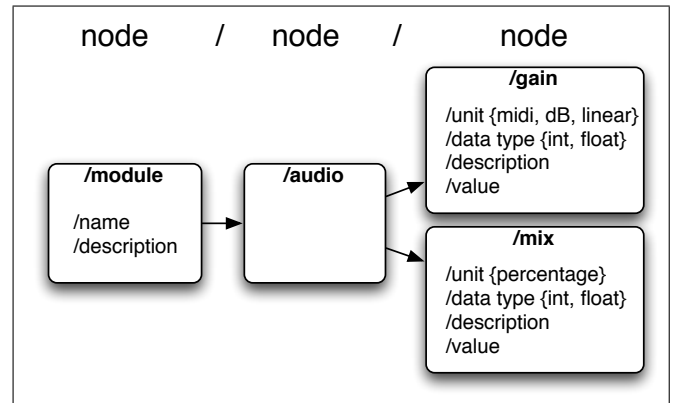 node / node / node
/module
/name
/description
/audio
/gain
/unit {midi, dB, linear}
/data type {int, float}
/description
/value
/mix
/unit {percentage}
/data type {int, float}
/description
/value